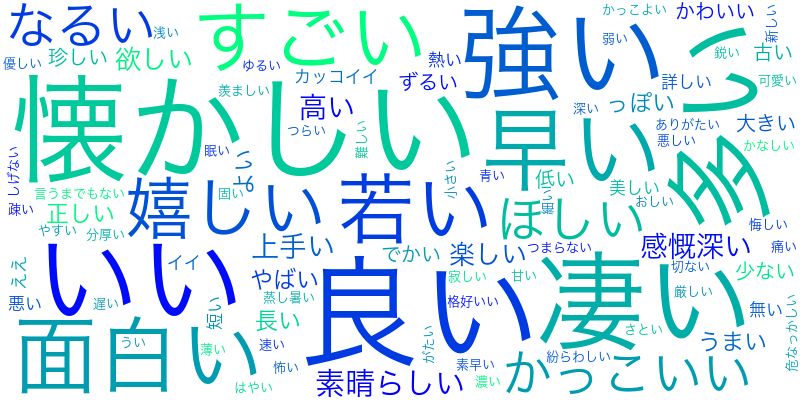 なるい
浅い
優しい
珍しい
欲しい
すごい
ゆるい
羨ましい
カッコイイ
高い
つらい
難しい
熱い
ずるい
強い
かっこよい
かわいい
弱い
新しい
鋭い
古い
詳しい
可愛い
っぽい
深い
ありがたい
大きい
悪しい
かなしい
懐かしい
早い
多い
しげない
言うまでもない
疎い
正しい
やすい
分厚い
嬉しい
眠い
よい
固い
若い
小さい
青い
低い
細い
美しい
おしい
ほしい
悔しい
ええ
いい
イイ
上手い
やばい
でかい
楽しい
つまらない
感慨深い
痛い
切ない
少ない
悪い
遅い
短い
長い
蒸し暑い
良い
寂しい
甘い
格好いい
凄い
厳しい
無い
面白い
うい
薄い
速い
怖い
はやい
素晴らしい
がたい
素早い
濃い
さとい
紛らわしい
うまい
かっこいい
危なっかしい